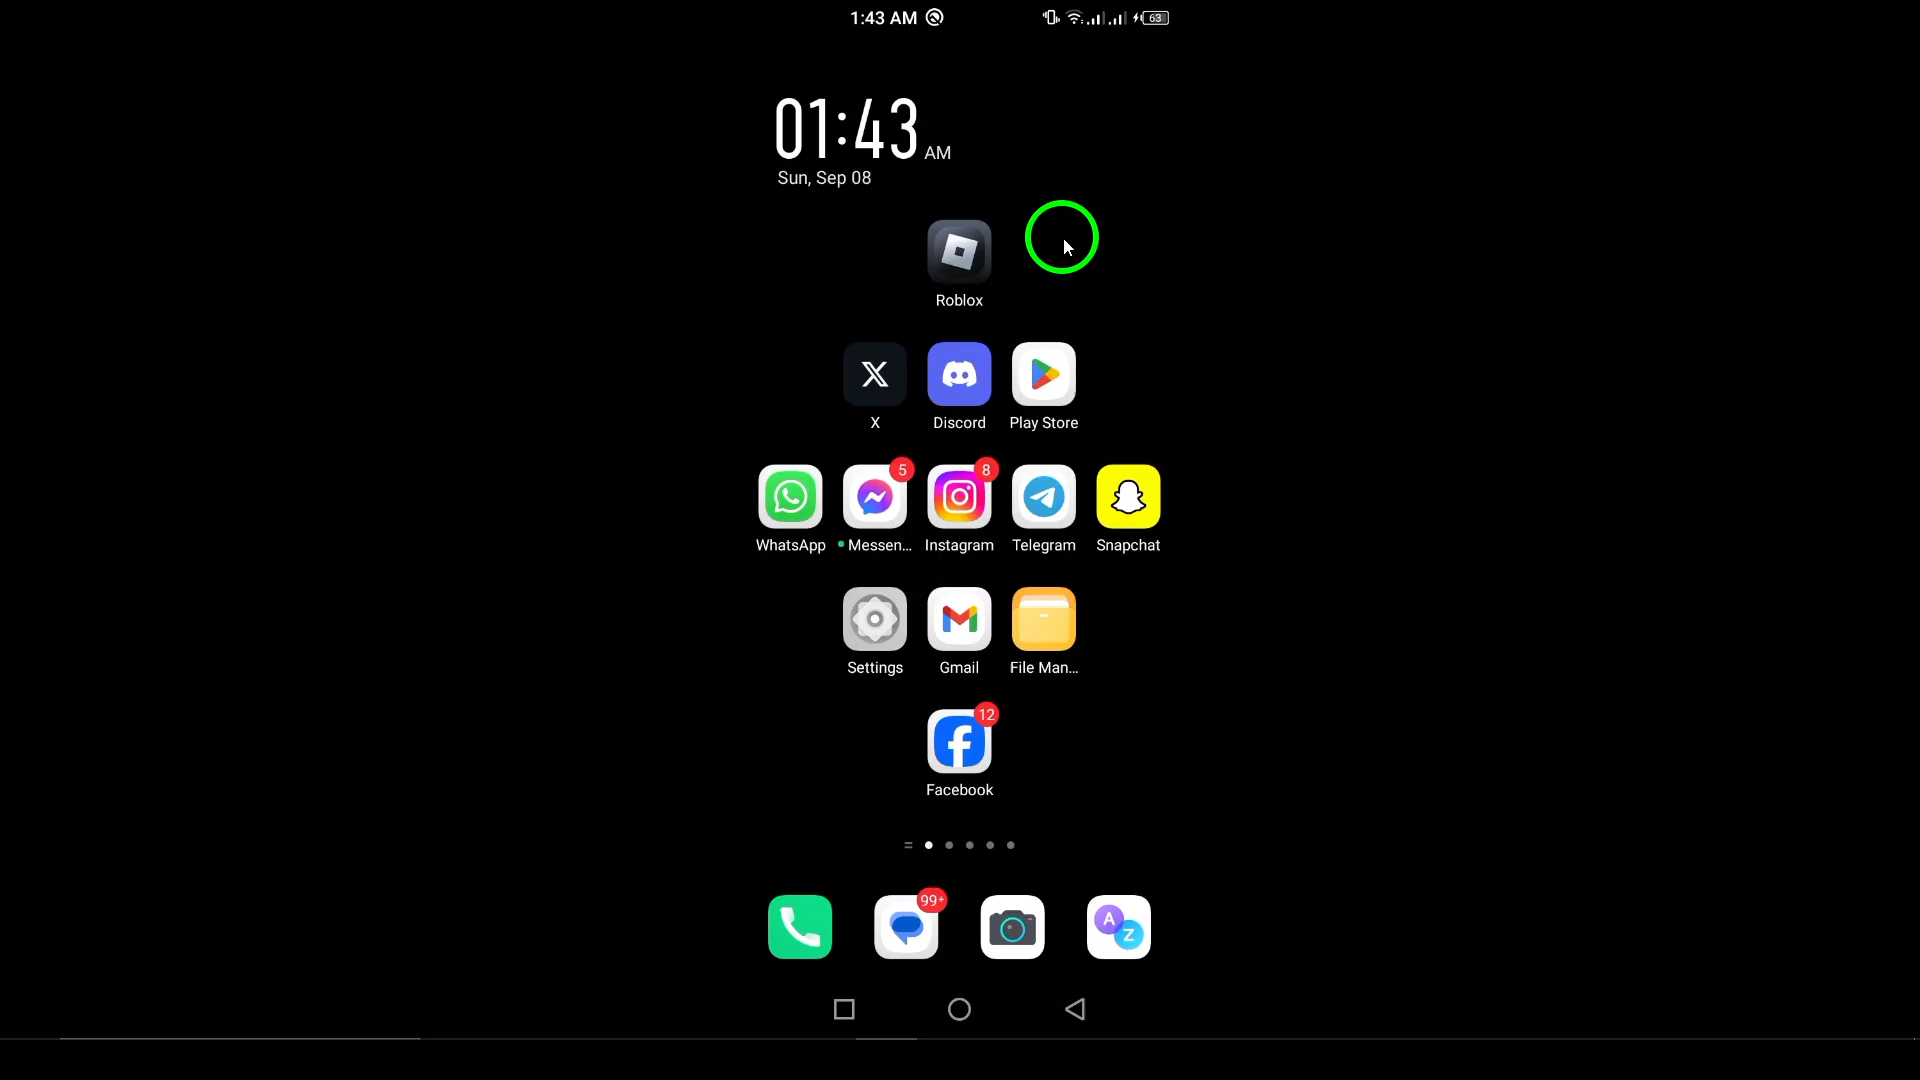 1:43 AM
63
01:43 AM
Sun, Sep 08
Roblox
X
Discord
Play Store
5
8
WhatsApp
Messen...
Instagram
Telegram
Snapchat
Settings
Gmail
File Man...
12
Facebook
99+
A
Z